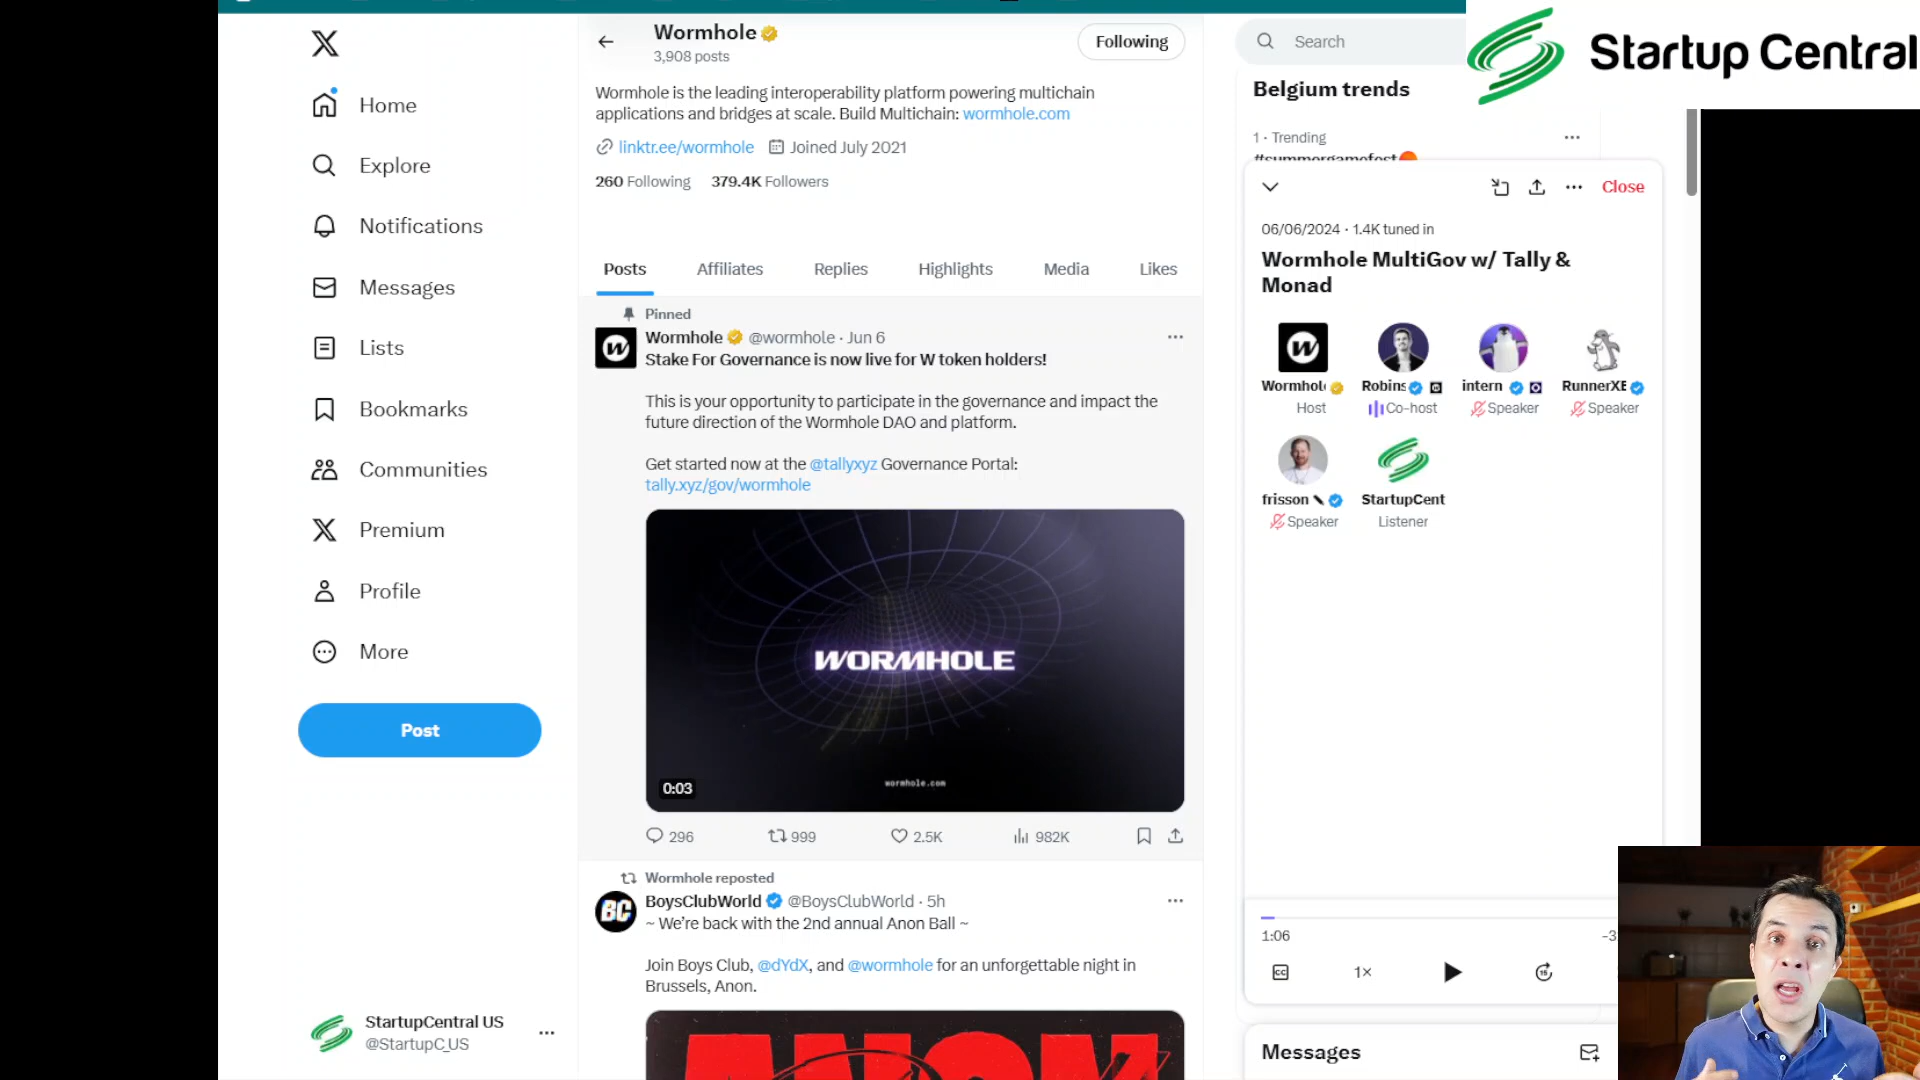 Home
Explore
Notifications
Messages
Lists
Bookmarks
Communities
Premium
Profile
More
Post
StartupCentral US
@StartupC_US
Wormhole
3,908 posts
Following
Wormhole is the leading interoperability platform powering multichain
applications and bridges at scale. Build Multichain: wormhole.com
linktr.ee/wormhole Joined July 2021
260 Following 379.4K Followers
Posts Affiliates Replies Highlights Media Likes
Pinned
Wormhole @wormhole · Jun 6
Stake For Governance is now live for W token holders!
This is your opportunity to participate in the governance and impact the
future direction of the Wormhole DAO and platform.
Get started now at the @tallyxyz Governance Portal:
tally.xyz/gov/wormhole
WORMHOLE
wormhole.com
0:03
296 999 2.5K 982K
Wormhole reposted
BC
BoysClubWorld @BoysClubWorld · 5h
~ We're back with the 2nd annual Anon Ball ~
Join Boys Club, @dYdX, and @wormhole for an unforgettable night in
Brussels, Anon.
ANON
Search
Startup Central
Belgium trends
1 · Trending
#summergamefest
Close
06/06/2024 · 1.4K tuned in
Wormhole MultiGov w/ Tally &
Monad
Wormhol Robins intern RunnerXE
Host Co-host Speaker Speaker
frisson StartupCent
Speaker Listener
1:06 -3
CC 1× 15
Messages